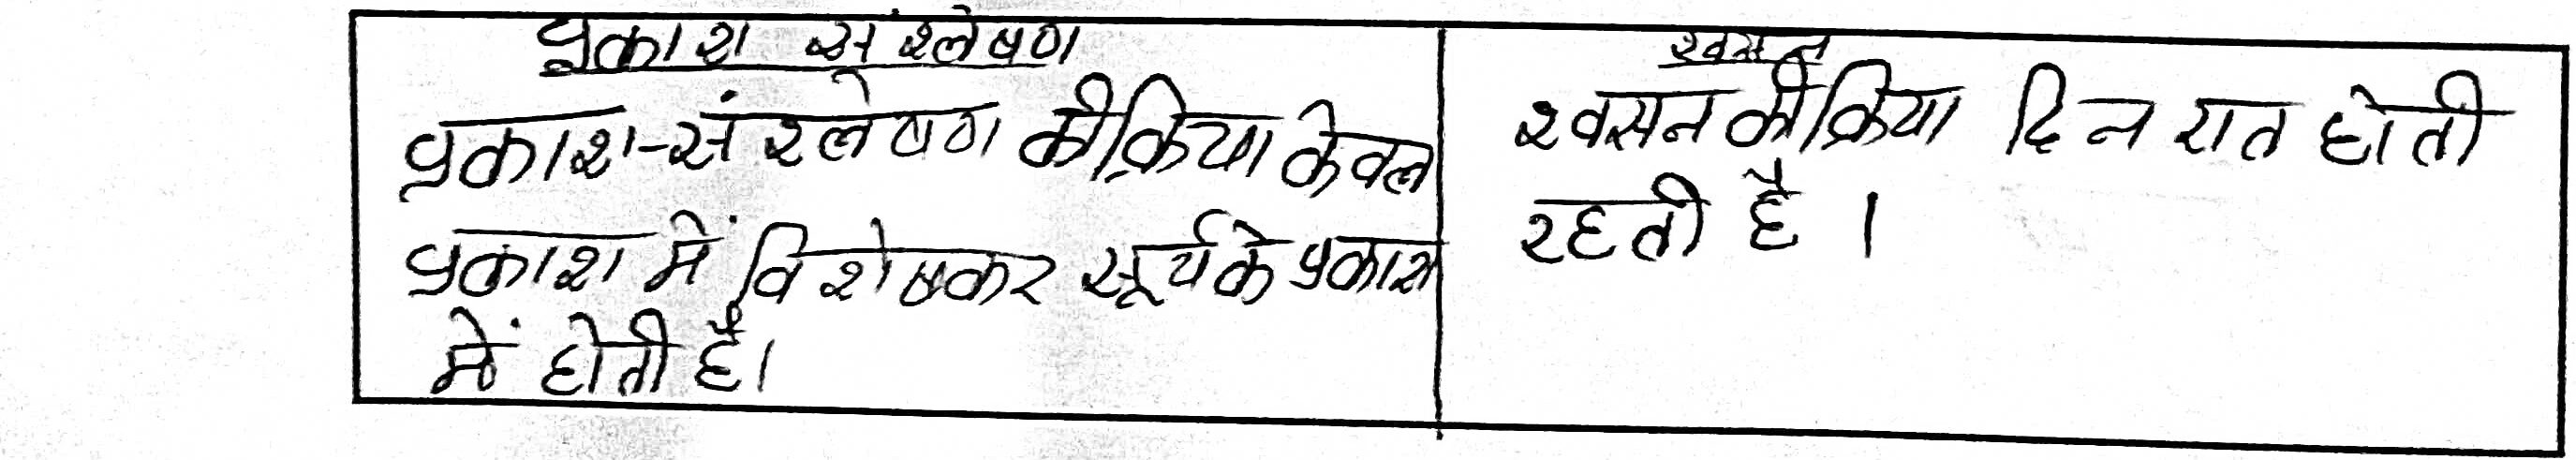 प्रकाश संश्लेषण
प्रकाश-संश्लेषण की क्रिया केवल
प्रकाश में विशेषकर सूर्य के प्रकाश
में होती है।
श्वसन
श्वसन की क्रिया दिन रात होती
रहती है ।